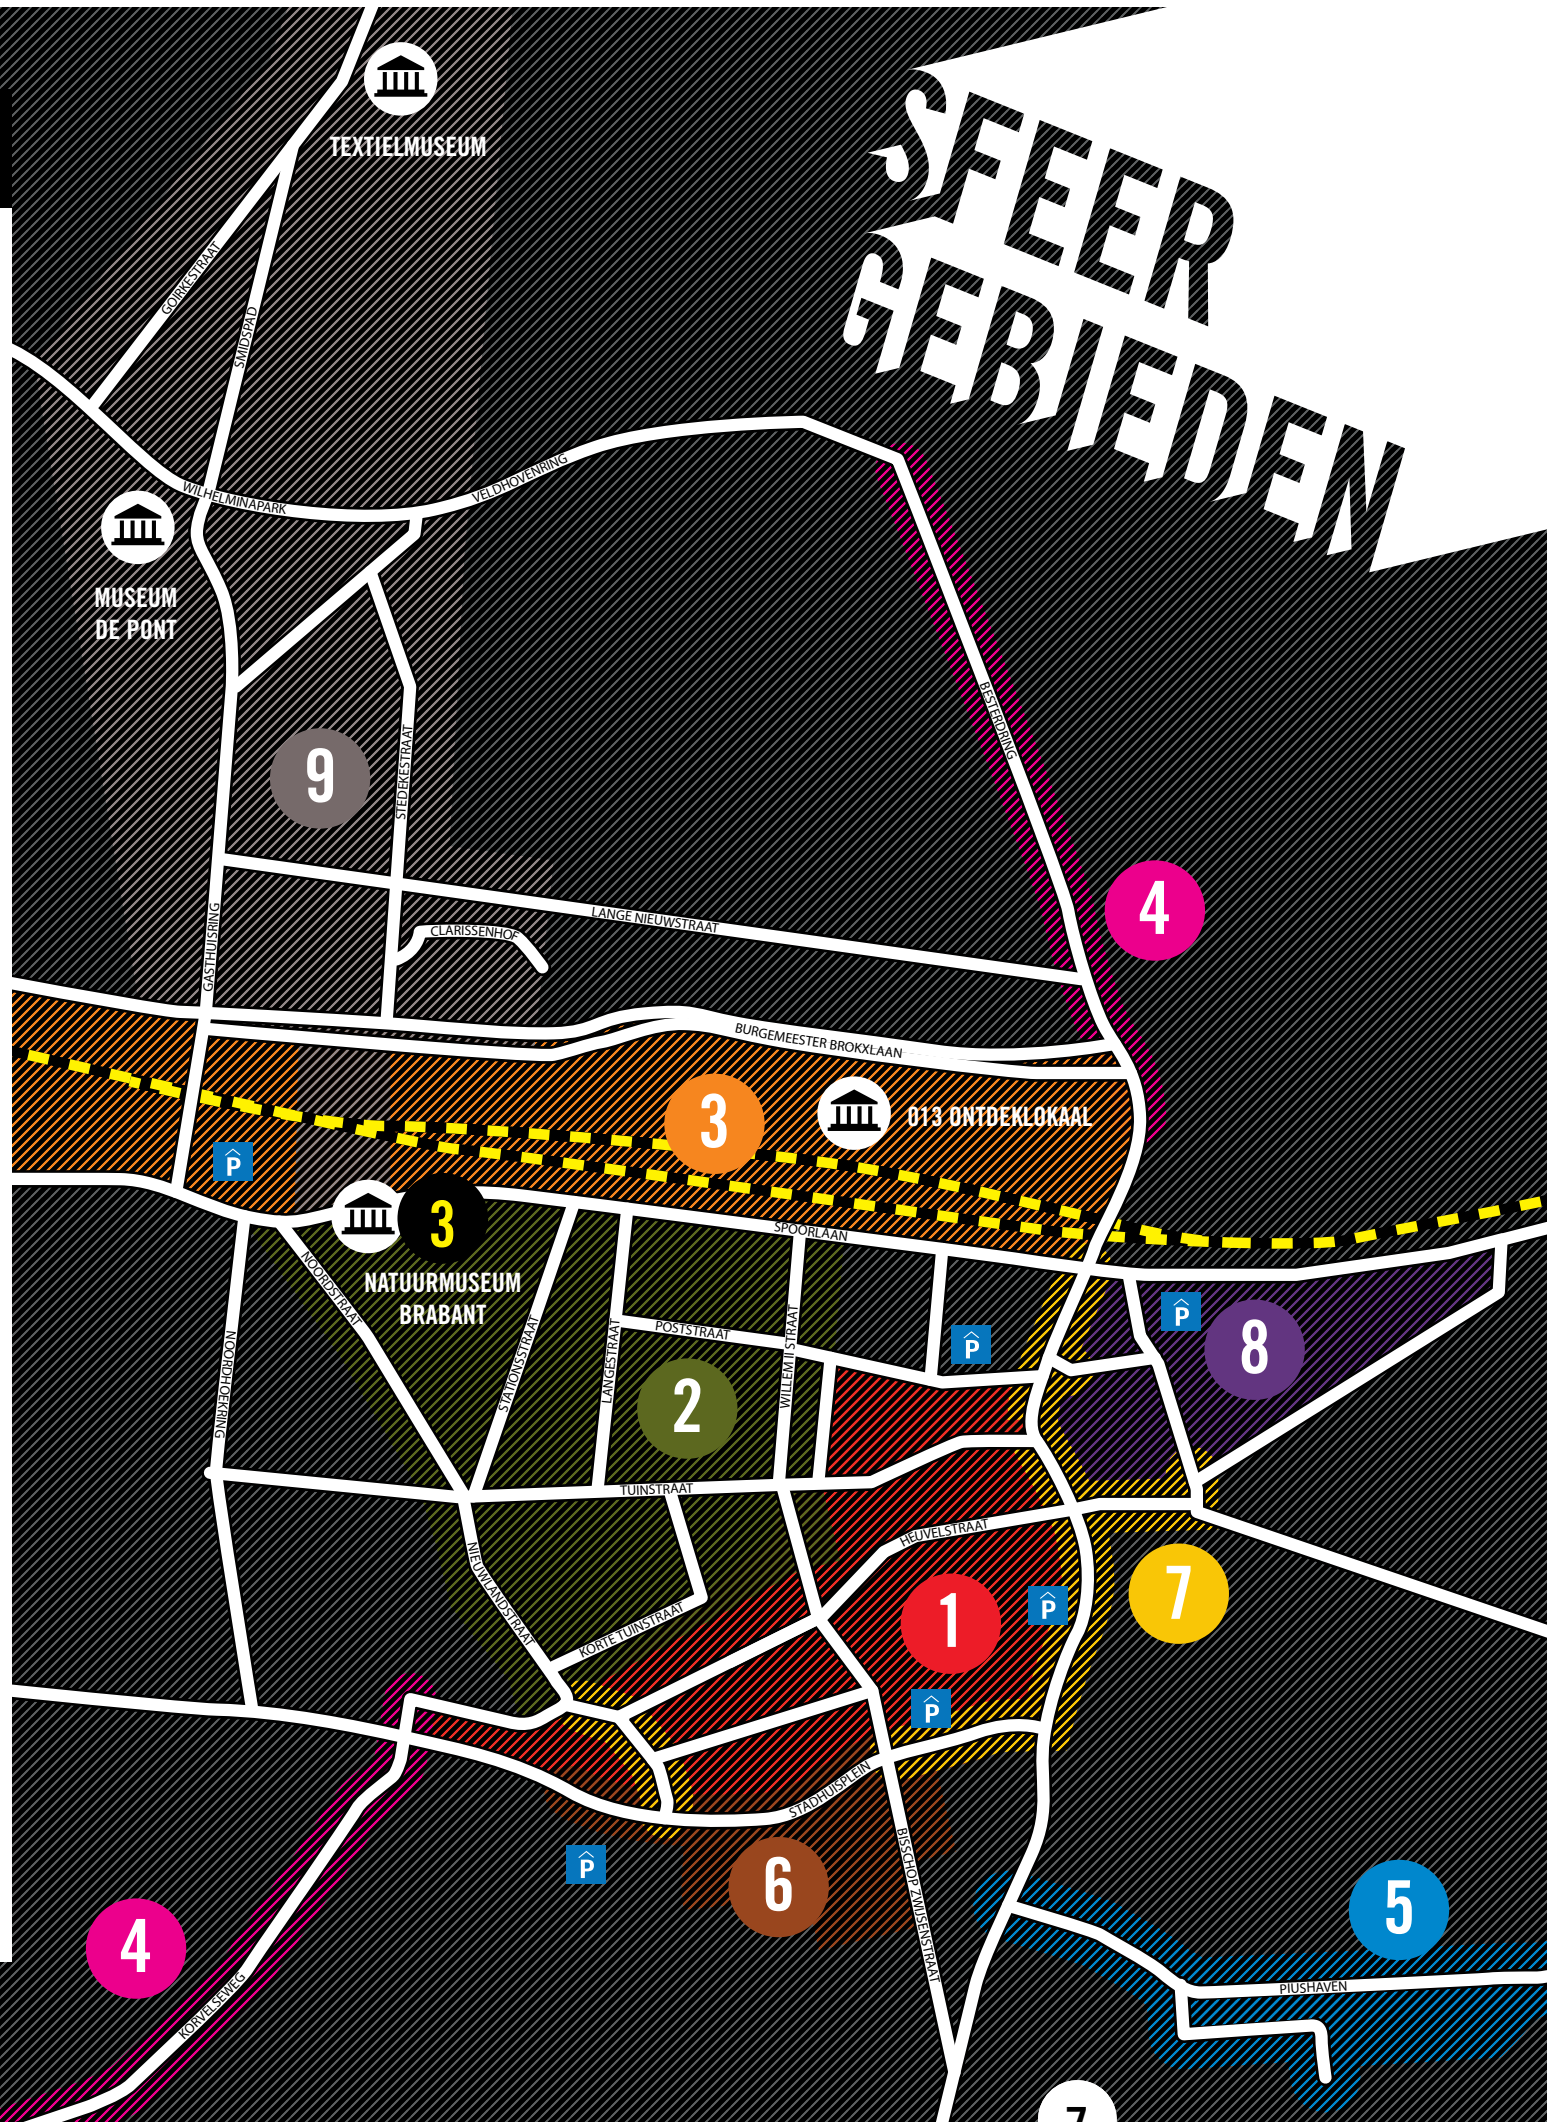 SFEER
GEBIEDEN
TEXTIELMUSEUM
GOIRKESTRAAT
SMIDSPAD
WILHELMINAPARK
VELDHOVENRING
MUSEUM
DE PONT
BESTERDRING
9
STEDEKESTRAAT
4
LANGE NIEUWSTRAAT
CLARISSENHOF
GASTHUISRING
BURGEMEESTER BROKXLAAN
3
013 ONTDEKLOKAAL
P
3
SPOORLAAN
NATUURMUSEUM
BRABANT
NOORDSTRAAT
P
P
8
POSTSTRAAT
STATIONSSTRAAT
LANGESTRAAT
WILLEM II STRAAT
NOORDHOEKRING
2
TUINSTRAAT
HEUVELSTRAAT
NIEUWLANDSTRAAT
KORTE TUINSTRAAT
1
P
7
P
STADHUISPLEIN
P
6
BISSCHOP ZWIJSENSTRAAT
5
4
PIUSHAVEN
KORVELSEWEG